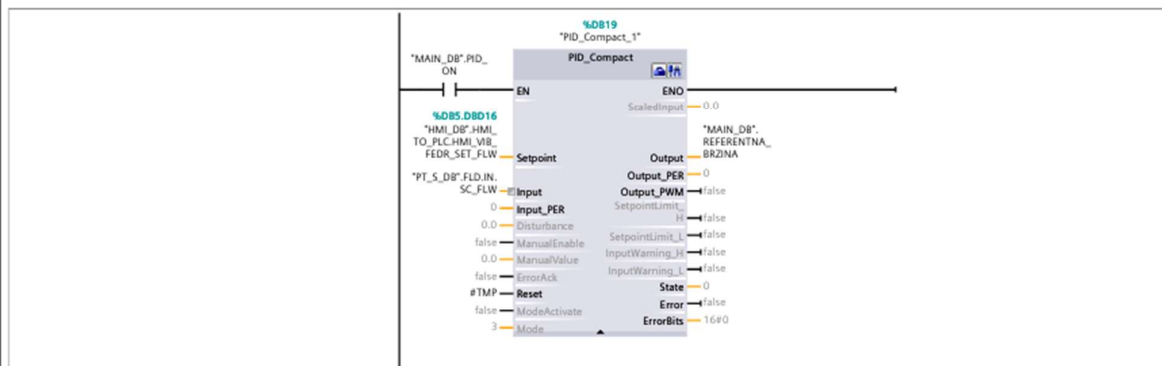 %DB19
"PID_Compact_1"
"MAIN_DB".PID_
ON
PID_Compact
EN
ENO
ScaledInput
0.0
%DB5.DBD16
"HMI_DB".HMI_
TO_PLC.HMI_VIB_
FEDR_SET_FLW
Setpoint
"MAIN_DB".
REFERENTNA_
BRZINA
Output
Output_PER
0
"PT_S_DB".FLD.IN.
SC_FLW
Input
Output_PWM
false
0
Input_PER
SetpointLimit_
H
false
0.0
Disturbance
false
ManualEnable
SetpointLimit_L
false
0.0
ManualValue
InputWarning_H
false
false
ErrorAck
InputWarning_L
false
#TMP
Reset
State
0
false
ModeActivate
Error
false
3
Mode
ErrorBits
16#0